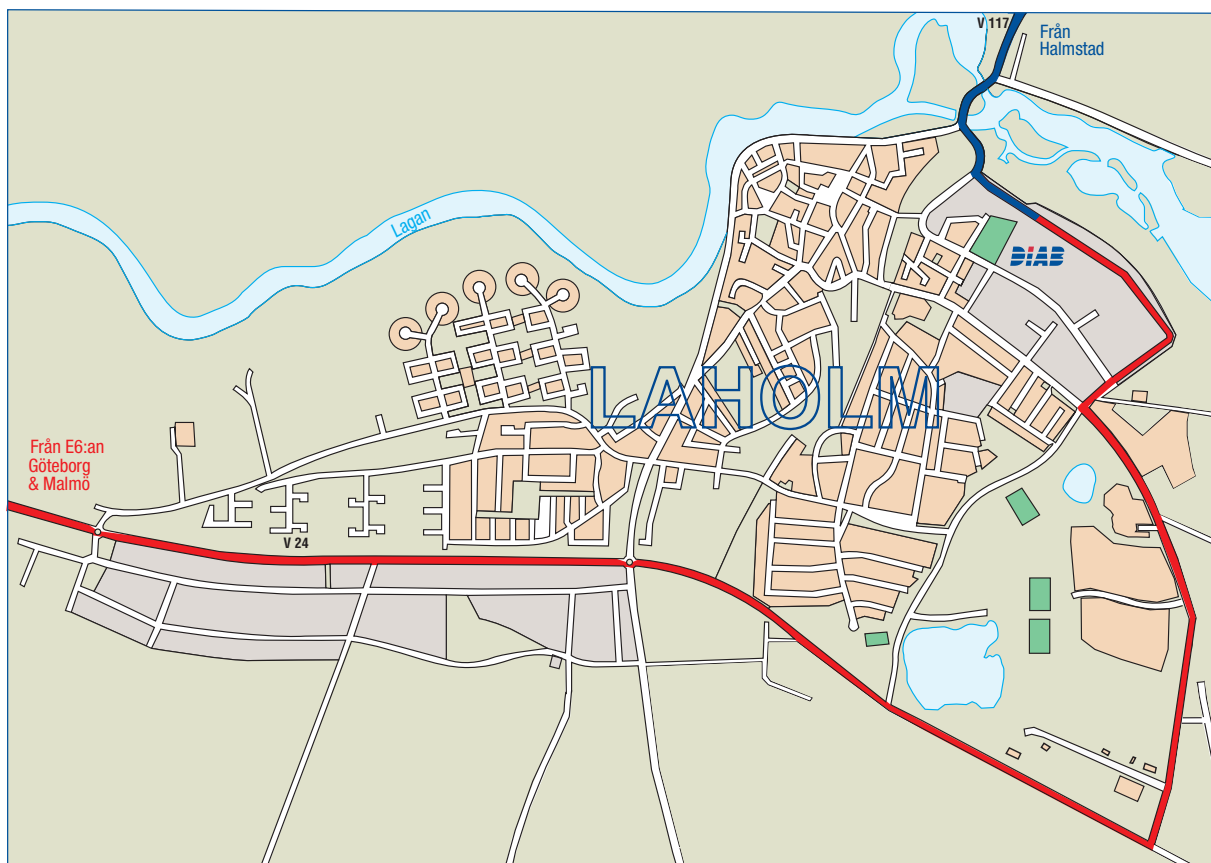 V 117
Från
Halmstad
Lagan
DIAB
LAHOLM
Från E6:an
Göteborg
& Malmö
V 24